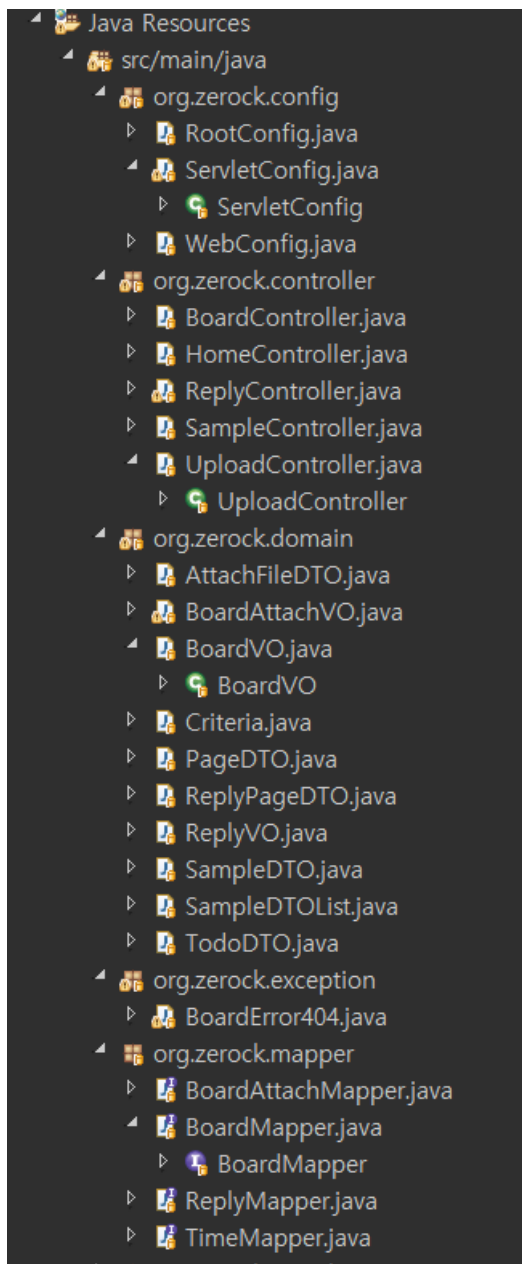 Java Resources
src/main/java
org.zerock.config
RootConfig.java
ServletConfig.java
ServletConfig
WebConfig.java
org.zerock.controller
BoardController.java
HomeController.java
ReplyController.java
SampleController.java
UploadController.java
UploadController
org.zerock.domain
AttachFileDTO.java
BoardAttachVO.java
BoardVO.java
BoardVO
Criteria.java
PageDTO.java
ReplyPageDTO.java
ReplyVO.java
SampleDTO.java
SampleDTOList.java
TodoDTO.java
org.zerock.exception
BoardError404.java
org.zerock.mapper
BoardAttachMapper.java
BoardMapper.java
BoardMapper
ReplyMapper.java
TimeMapper.java